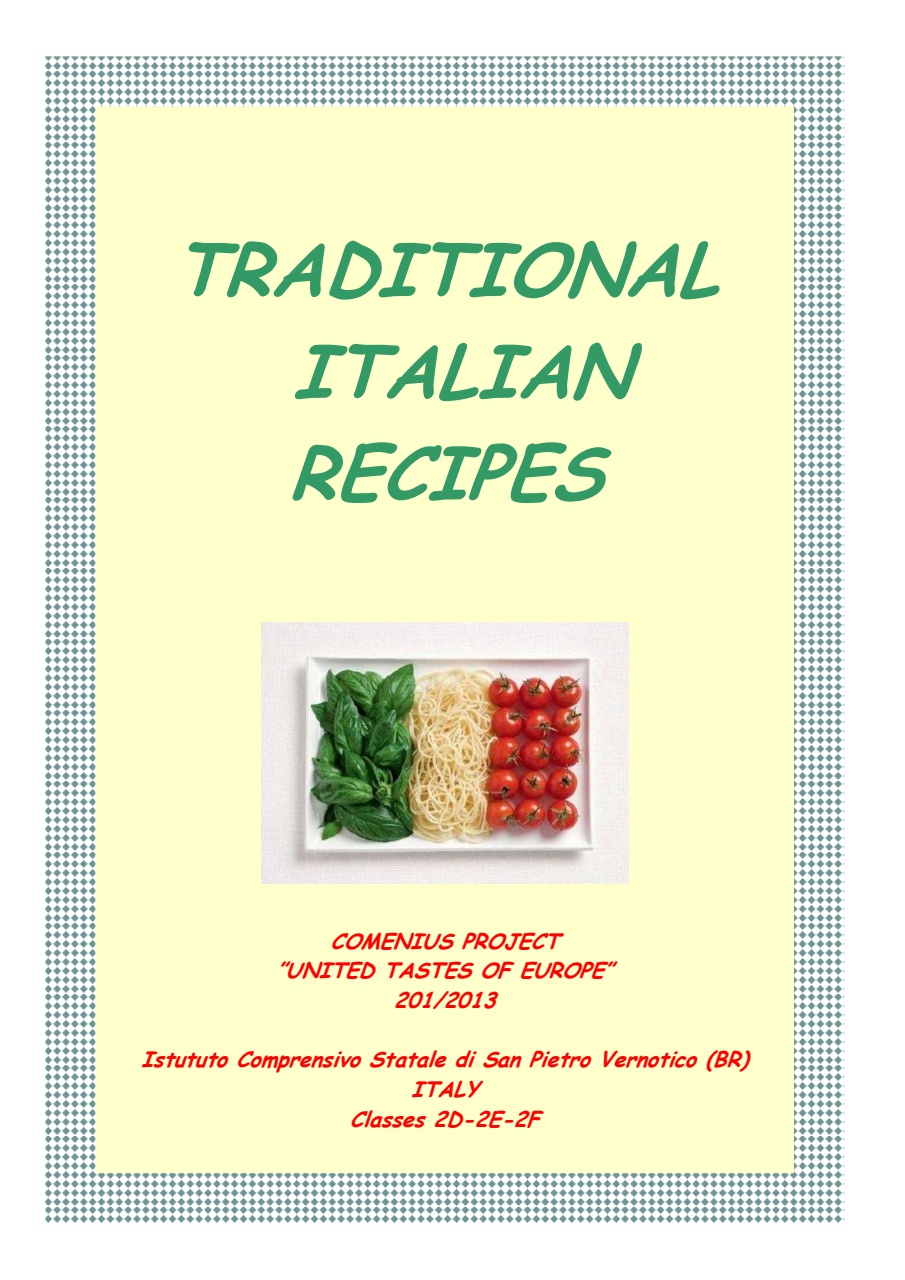 TRADITIONAL
ITALIAN
RECIPES
COMENIUS PROJECT
”UNITED TASTES OF EUROPE”
201/2013
Istututo Comprensivo Statale di San Pietro Vernotico (BR)
ITALY
Classes 2D-2E-2F